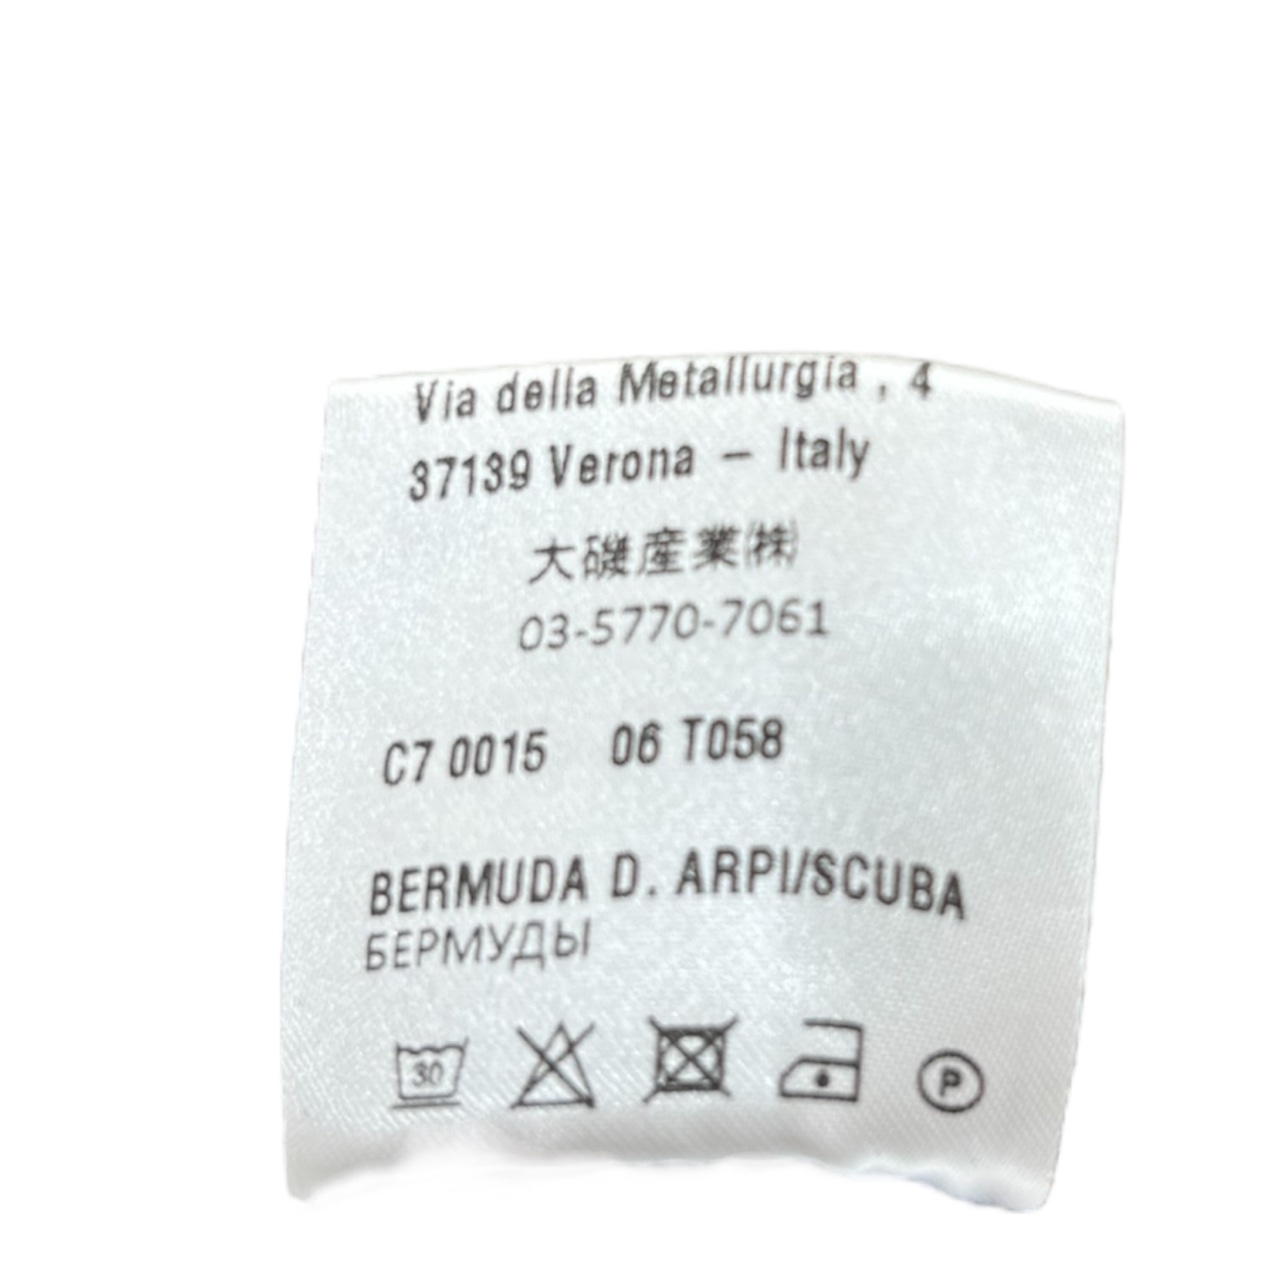 Via della Metallurgia , 4
37139 Verona – Italy
大磯産業㈱
03-5770-7061
C7 0015 06 T058
BERMUDA D. ARPI/SCUBA
БЕРМУДЫ
30
P